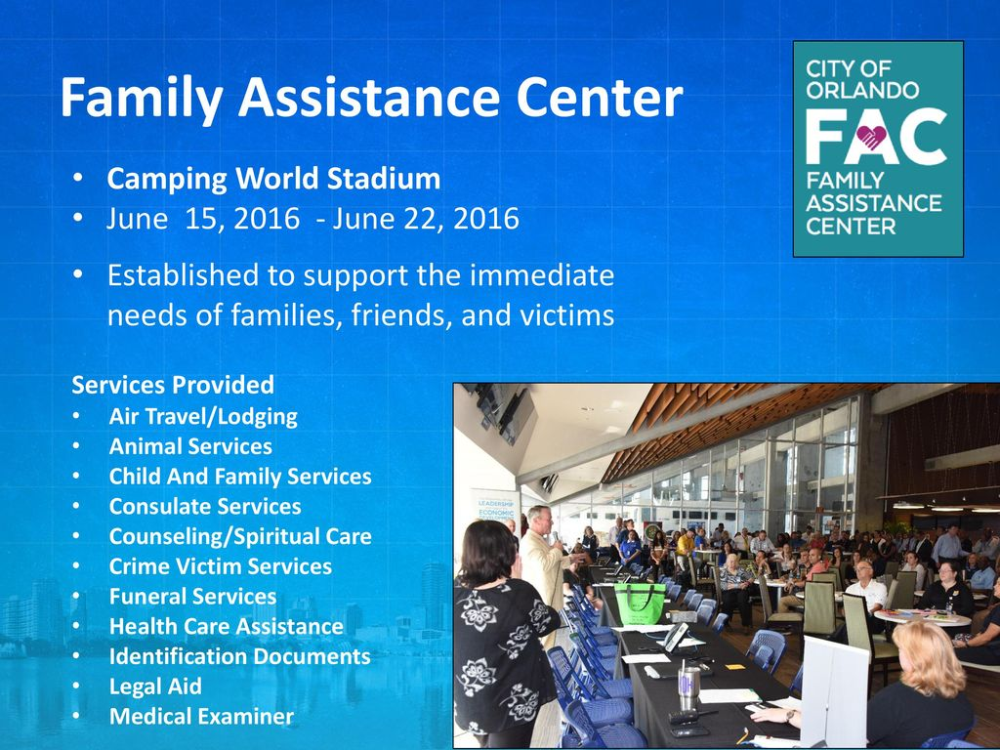 Family Assistance Center
CITY OF
ORLANDO
FAC
FAMILY
ASSISTANCE
CENTER
• Camping World Stadium
• June 15, 2016 - June 22, 2016
• Established to support the immediate
needs of families, friends, and victims
Services Provided
• Air Travel/Lodging
• Animal Services
• Child And Family Services
• Consulate Services
• Counseling/Spiritual Care
• Crime Victim Services
• Funeral Services
• Health Care Assistance
• Identification Documents
• Legal Aid
• Medical Examiner
LEADERSHIP
ECONOMIC
DEVELOPMENT